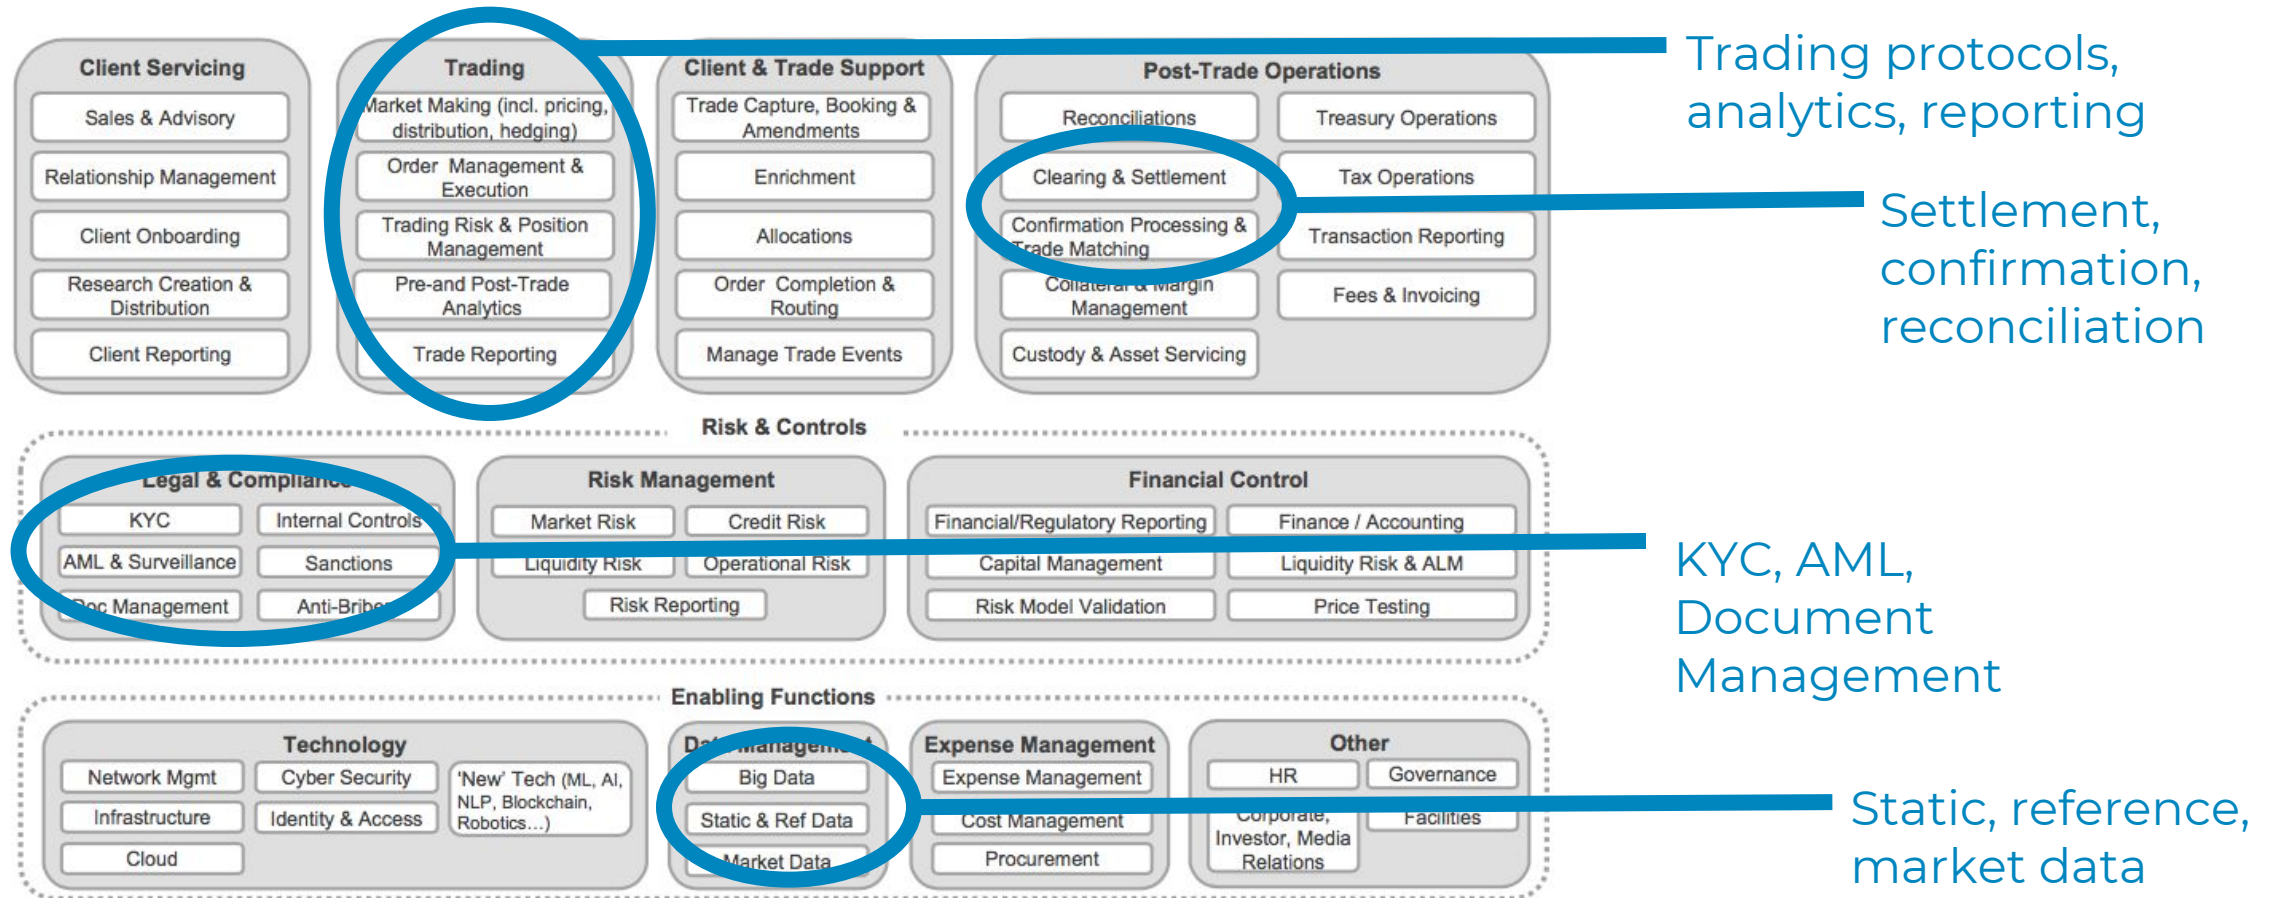 Client Servicing
Sales & Advisory
Relationship Management
Client Onboarding
Research Creation &
Distribution
Client Reporting
Trading
Market Making (incl. pricing,
distribution, hedging)
Order Management &
Execution
Trading Risk & Position
Management
Pre-and Post-Trade
Analytics
Trade Reporting
Client & Trade Support
Trade Capture, Booking &
Amendments
Enrichment
Allocations
Order Completion &
Routing
Manage Trade Events
Post-Trade Operations
Reconciliations
Clearing & Settlement
Confirmation Processing &
Trade Matching
Collateral & Margin
Management
Custody & Asset Servicing
Treasury Operations
Tax Operations
Transaction Reporting
Fees & Invoicing
Trading protocols,
analytics, reporting
Settlement,
confirmation,
reconciliation
Risk & Controls
Legal & Compliance
KYC
AML & Surveillance
Doc Management
Internal Controls
Sanctions
Anti-Bribery
Risk Management
Market Risk
Credit Risk
Liquidity Risk
Operational Risk
Risk Reporting
Financial Control
Financial/Regulatory Reporting
Capital Management
Risk Model Validation
Finance / Accounting
Liquidity Risk & ALM
Price Testing
KYC, AML,
Document
Management
Enabling Functions
Technology
Network Mgmt
Infrastructure
Cloud
Cyber Security
Identity & Access
'New' Tech (ML, AI,
NLP, Blockchain,
Robotics...)
Data Management
Big Data
Static & Ref Data
Market Data
Expense Management
Expense Management
Cost Management
Procurement
Other
HR
Corporate,
Investor, Media
Relations
Governance
Facilities
Static, reference,
market data